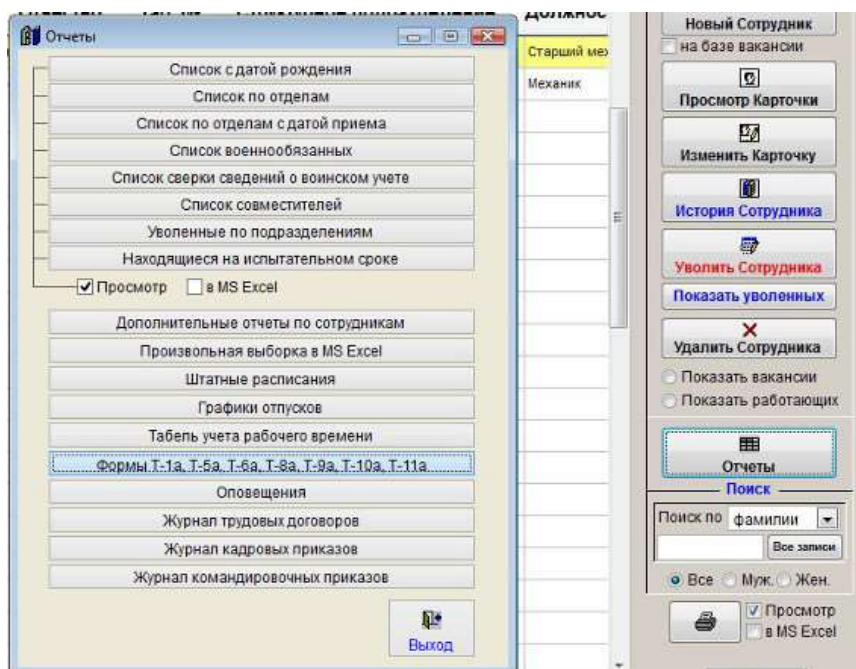 Должнос
Отчеты
Список с датой рождения
Список по отделам
Список по отделам с датой приема
Список военнообязанных
Список сверки сведений о воинском учете
Список совместителей
Уволенные по подразделениям
Находящиеся на испытательном сроке
Просмотр в MS Excel
Дополнительные отчеты по сотрудникам
Произвольная выборка в MS Excel
Штатные расписания
Графики отпусков
Табель учета рабочего времени
Формы Т-1а, Т-5а, Т-6а, Т-8а, Т-9а, Т-10а, Т-11а
Оповещения
Журнал трудовых договоров
Журнал кадровых приказов
Журнал командировочных приказов
Выход
Старший мех
Механик
Новый Сотрудник
на базе вакансии
Просмотр Карточки
Изменить Карточку
История Сотрудника
Уволить Сотрудника
Показать уволенных
Удалить Сотрудника
Показать вакансии
Показать работающих
Отчеты
Поиск
Поиск по фамилии
Все записи
Все Муж. Жен.
Просмотр
в MS Excel